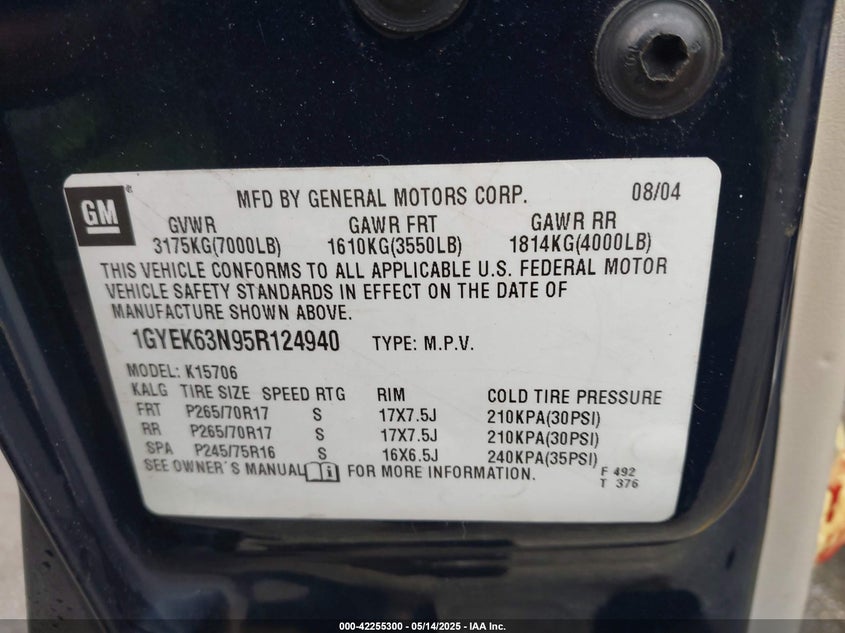 GM
MFD BY GENERAL MOTORS CORP. 08/04
GVWR GAWR FRT GAWR RR
3175KG(7000LB) 1610KG(3550LB) 1814KG(4000LB)
THIS VEHICLE CONFORMS TO ALL APPLICABLE U.S. FEDERAL MOTOR
VEHICLE SAFETY STANDARDS IN EFFECT ON THE DATE OF
MANUFACTURE SHOWN ABOVE.
1GYEK63N95R124940 TYPE: M.P.V.
MODEL: K15706
KALG TIRE SIZE SPEED RTG RIM COLD TIRE PRESSURE
FRT P265/70R17 S 17X7.5J 210KPA(30PSI)
RR P265/70R17 S 17X7.5J 210KPA(30PSI)
SPA P245/75R16 S 16X6.5J 240KPA(35PSI)
SEE OWNER'S MANUAL FOR MORE INFORMATION.
F 492
T 376
000-42255300 - 05/14/2025 - IAA Inc.